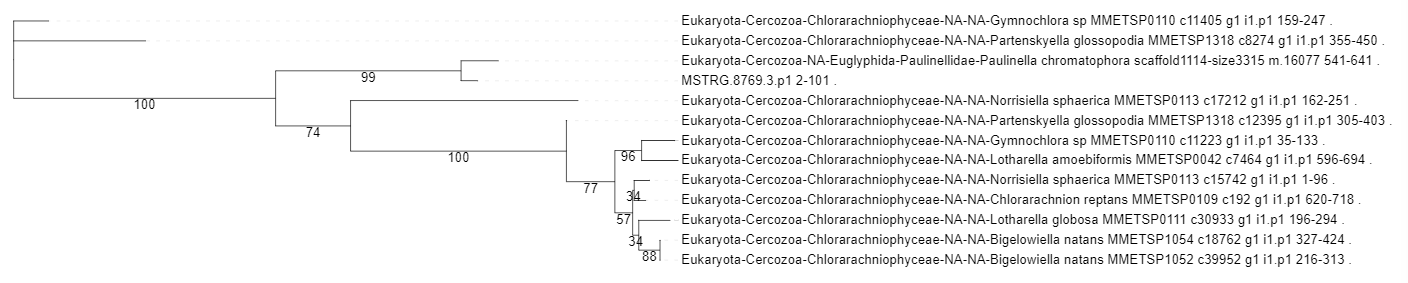 Eukaryota-Cercozoa-Chlorarachniophyceae-NA-NA-Gymnochlora sp MMETSP0110 c11405 g1 i1.p1 159-247 .
Eukaryota-Cercozoa-Chlorarachniophyceae-NA-NA-Partenskyella glossopodia MMETSP1318 c8274 g1 i1.p1 355-450 .
Eukaryota-Cercozoa-NA-Euglyphida-Paulinellidae-Paulinella chromatophora scaffold1114-size3315 m.16077 541-641 .
99
MSTRG.8769.3.p1 2-101 .
100
Eukaryota-Cercozoa-Chlorarachniophyceae-NA-NA-Norrisiella sphaerica MMETSP0113 c17212 g1 i1.p1 162-251 .
Eukaryota-Cercozoa-Chlorarachniophyceae-NA-NA-Partenskyella glossopodia MMETSP1318 c12395 g1 i1.p1 305-403 .
74
Eukaryota-Cercozoa-Chlorarachniophyceae-NA-NA-Gymnochlora sp MMETSP0110 c11223 g1 i1.p1 35-133 .
100
96
Eukaryota-Cercozoa-Chlorarachniophyceae-NA-NA-Lotharella amoebiformis MMETSP0042 c7464 g1 i1.p1 596-694 .
Eukaryota-Cercozoa-Chlorarachniophyceae-NA-NA-Norrisiella sphaerica MMETSP0113 c15742 g1 i1.p1 1-96 .
77
34
Eukaryota-Cercozoa-Chlorarachniophyceae-NA-NA-Chlorarachnion reptans MMETSP0109 c192 g1 i1.p1 620-718 .
57
Eukaryota-Cercozoa-Chlorarachniophyceae-NA-NA-Lotharella globosa MMETSP0111 c30933 g1 i1.p1 196-294 .
34
Eukaryota-Cercozoa-Chlorarachniophyceae-NA-NA-Bigelowiella natans MMETSP1054 c18762 g1 i1.p1 327-424 .
88
Eukaryota-Cercozoa-Chlorarachniophyceae-NA-NA-Bigelowiella natans MMETSP1052 c39952 g1 i1.p1 216-313 .